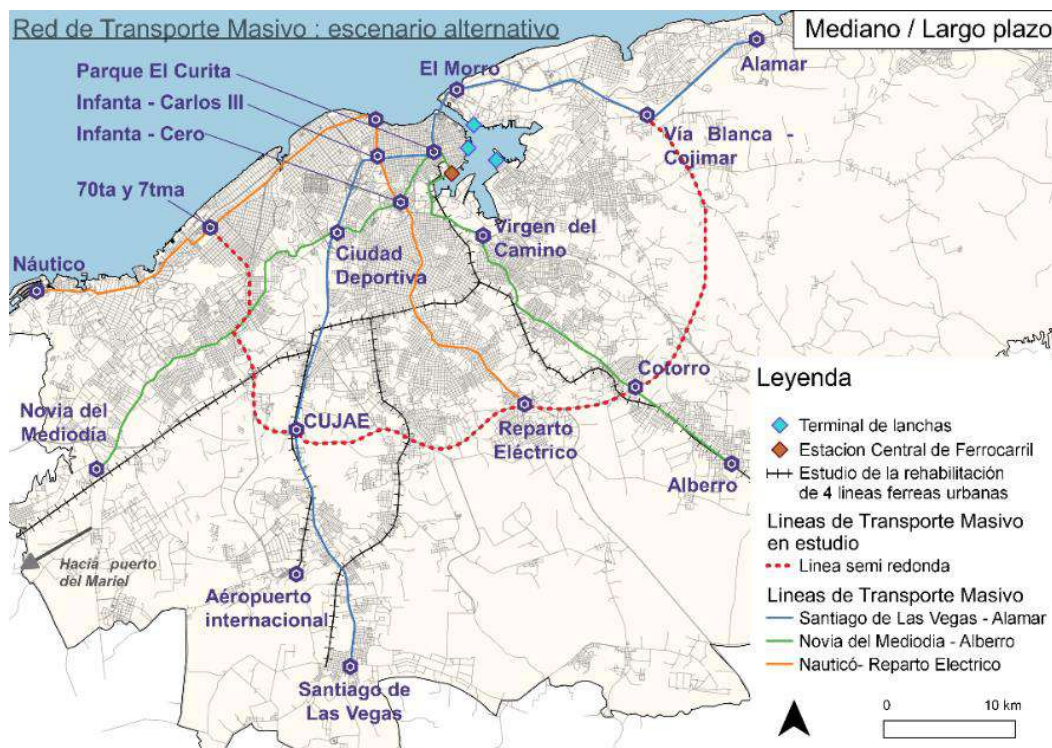 Red de Transporte Masivo : escenario alternativo
Mediano / Largo plazo
Parque El Curita
Infanta - Carlos III
Infanta - Cero
70ta y 7tma
Náutico
El Morro
Alamar
Vía Blanca -
Cojimar
Ciudad
Deportiva
Virgen del
Camino
Novia del
Mediodía
CUJAE
Reparto
Eléctrico
Cotorro
Alberro
Hacia puerto
del Mariel
Aéropuerto
internacional
Santiago de
Las Vegas
Leyenda
Terminal de lanchas
Estacion Central de Ferrocarril
Estudio de la rehabilitación
de 4 lineas ferreas urbanas
Lineas de Transporte Masivo
en estudio
Linea semi redonda
Lineas de Transporte Masivo
Santiago de Las Vegas - Alamar
Novia del Mediodia - Alberro
Nauticó- Reparto Electrico
0 10 km